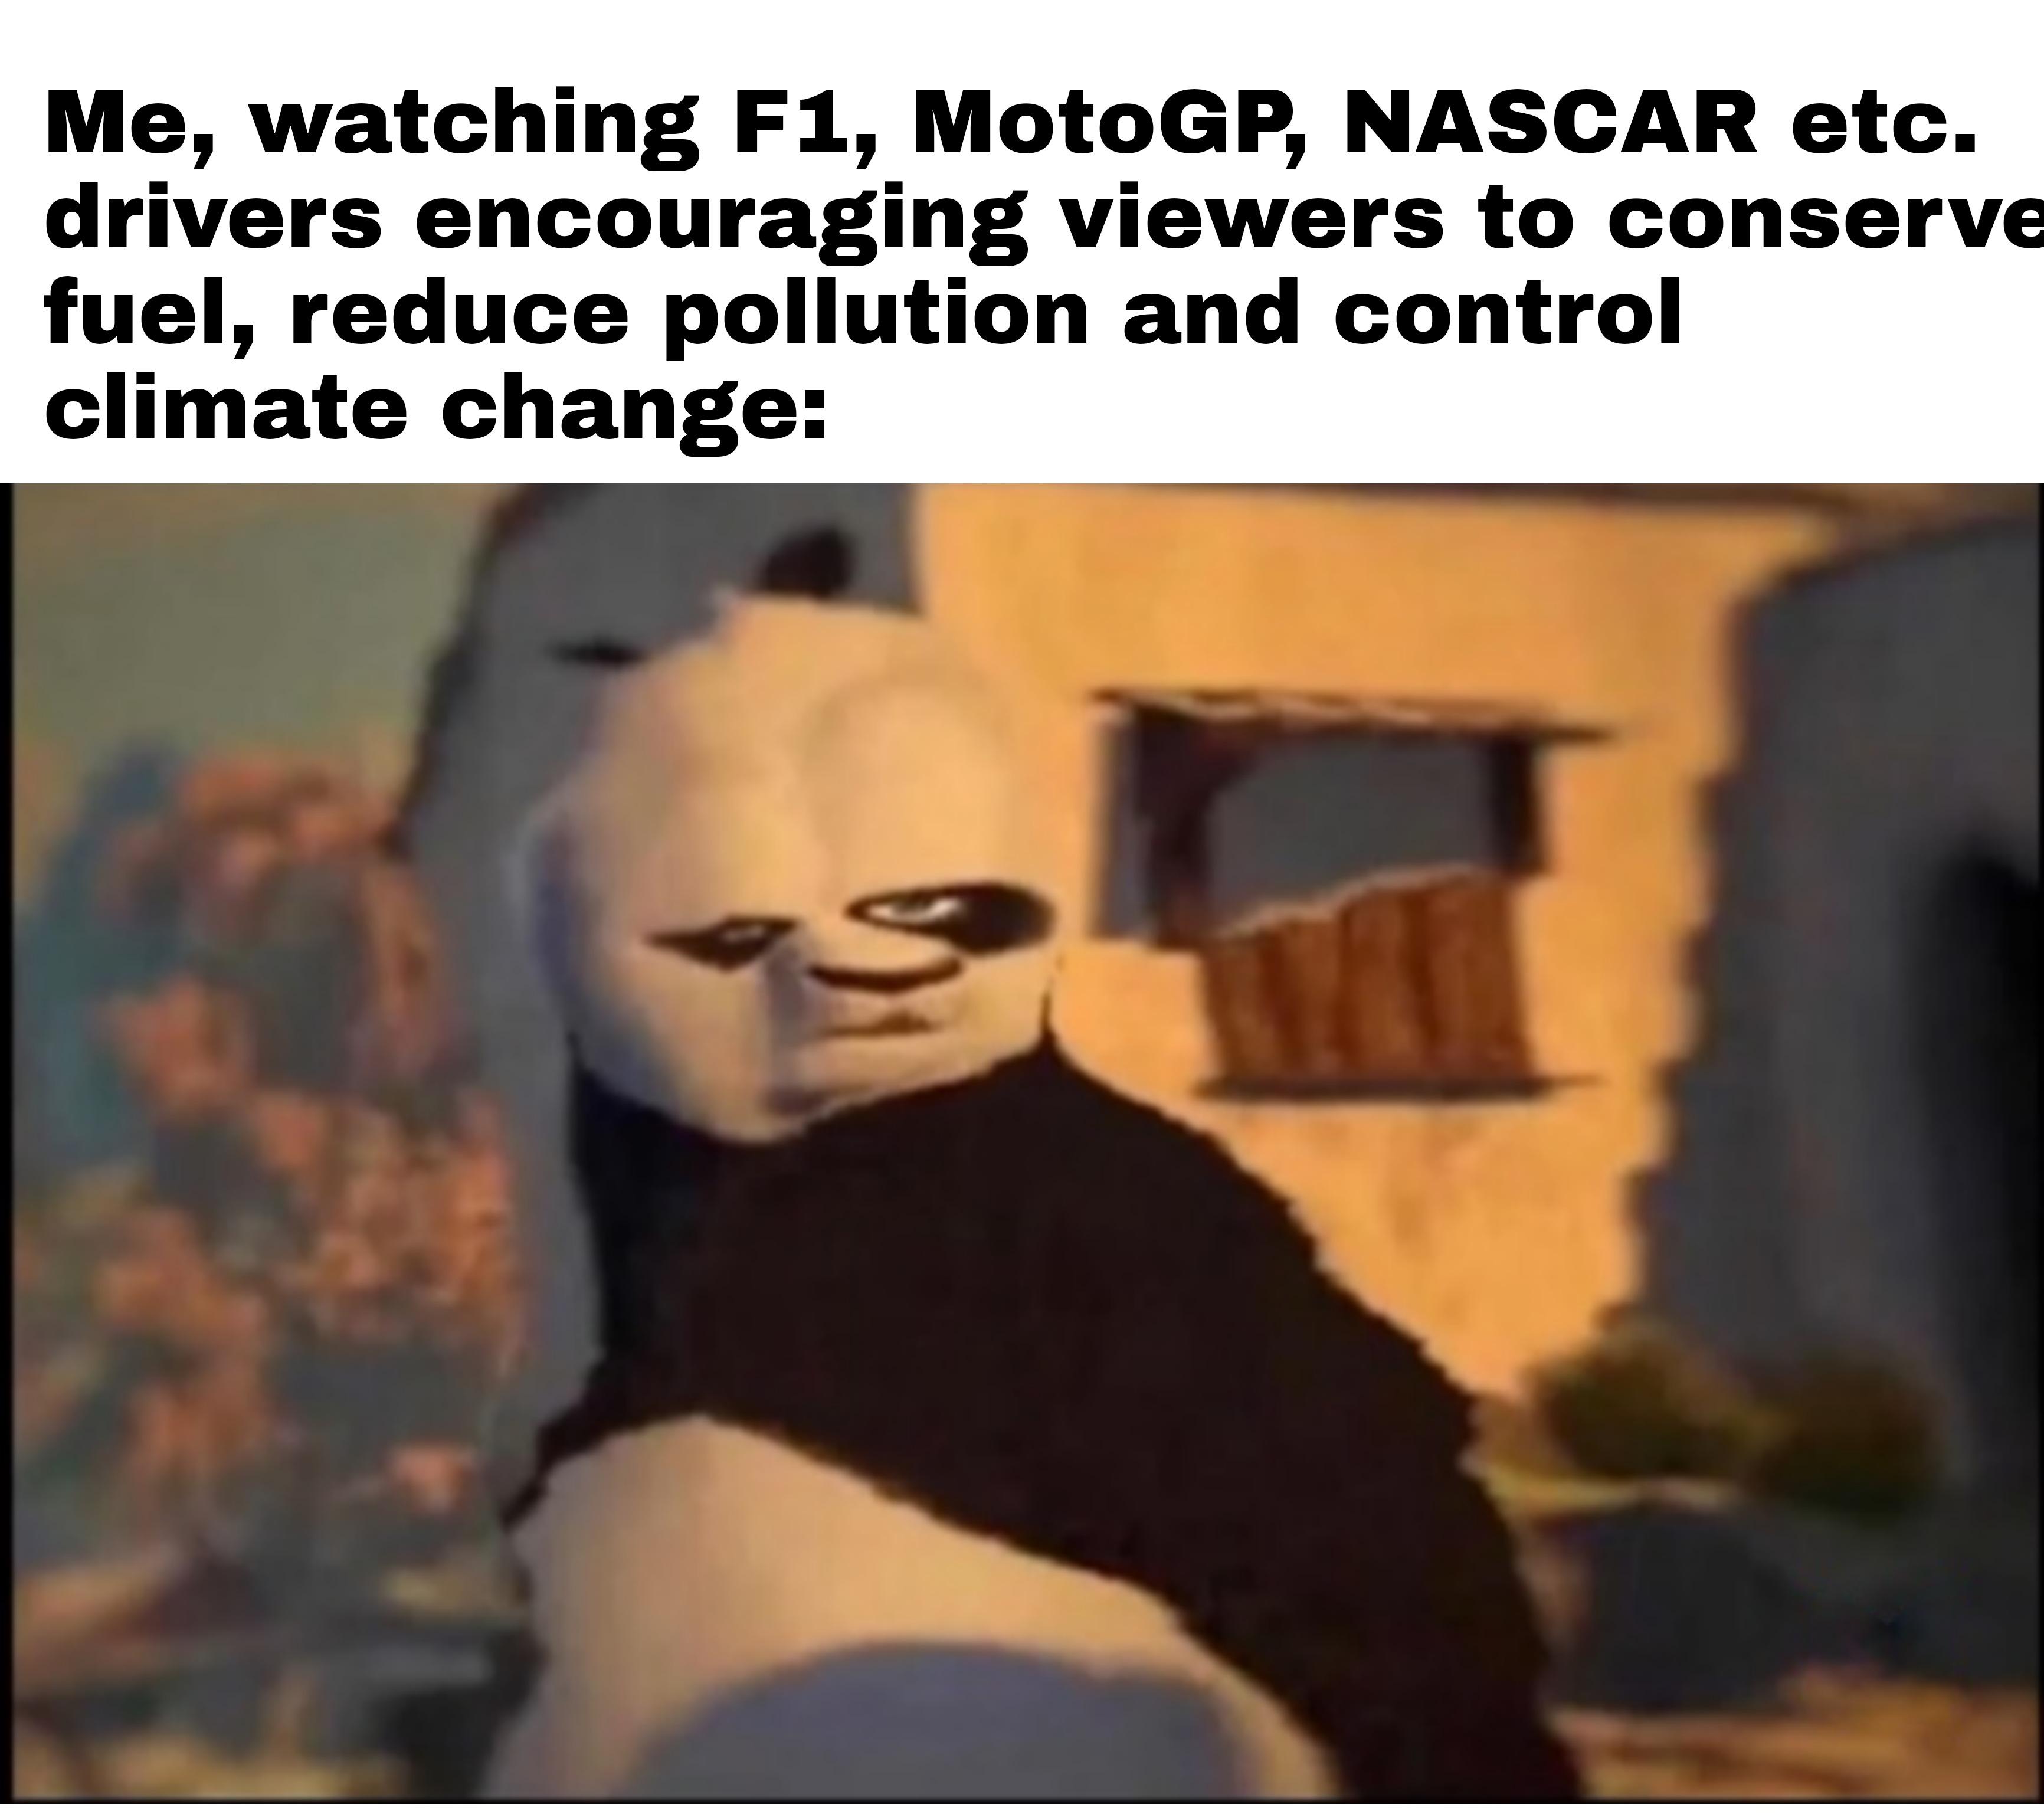 Me, watching F1, MotoGP, NASCAR etc.
drivers encouraging viewers to conserve
fuel, reduce pollution and control
climate change: